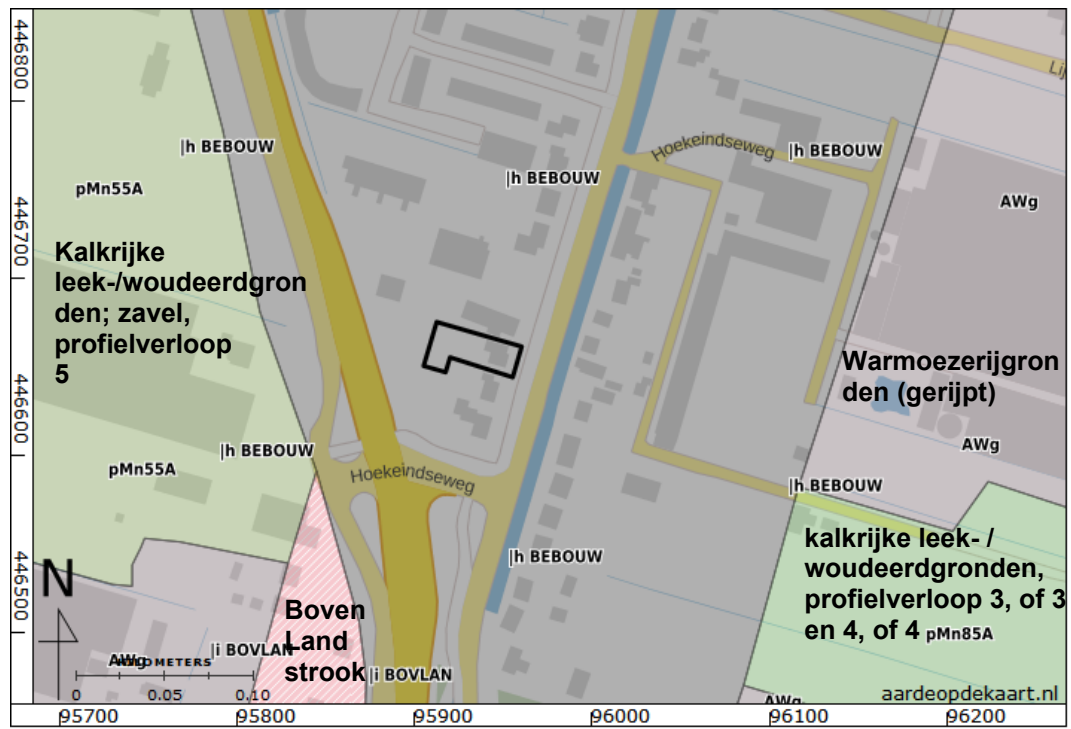 446800
446700
446600
446500
Lij
Hoekeindseweg
|h BEBOUW
|h BEBOUW
|h BEBOUW
pMn55A
AWg
Kalkrijke
leek-/woudeerdgron
den; zavel,
profielverloop
5
Warmoezerijgron
den (gerijpt)
AWg
|h BEBOUW
pMn55A
Hoekeindseweg
|h BEBOUW
|h BEBOUW
kalkrijke leek- /
woudeerdgronden,
profielverloop 3, of 3
en 4, of 4 pMn85A
N
Boven
Land
strook
|i BOVLAN
|i BOVLAN
AWg
KILOMETERS
0 0.05 0.10
AWg
aardeopdekaart.nl
95700 95800 95900 96000 96100 96200